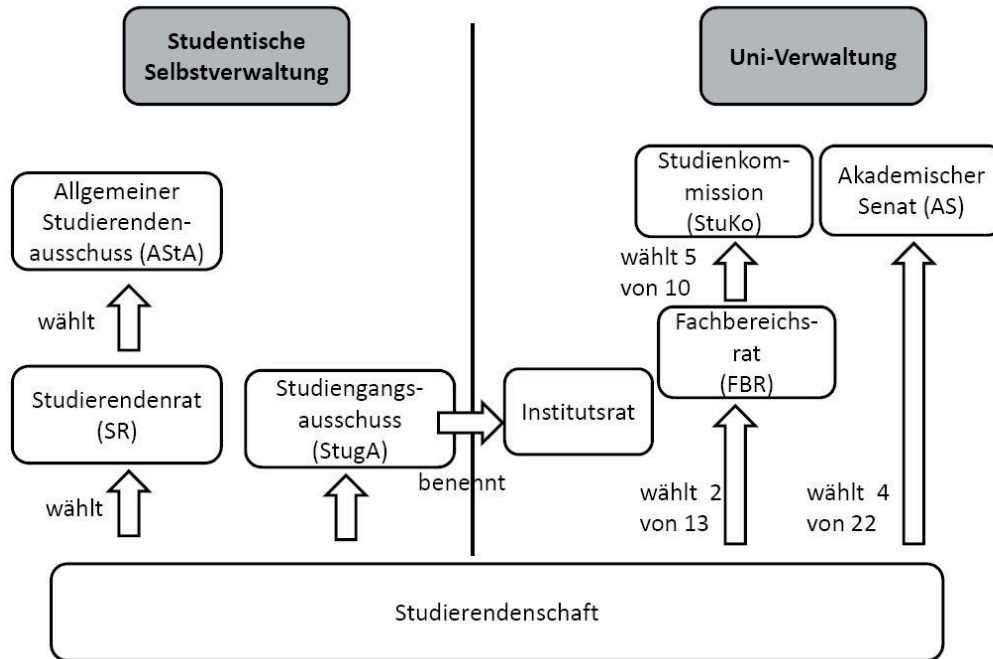 Studentische
Selbstverwaltung
Uni-Verwaltung
Allgemeiner
Studierenden-
ausschuss (AStA)
Studienkom-
mission
(StuKo)
Akademischer
Senat (AS)
wählt
wählt 5
von 10
Studierendenrat
(SR)
Studiengangs-
ausschuss
(StugA)
Institutsrat
Fachbereichs-
rat
(FBR)
benennt
wählt
wählt 2
von 13
wählt 4
von 22
Studierendenschaft